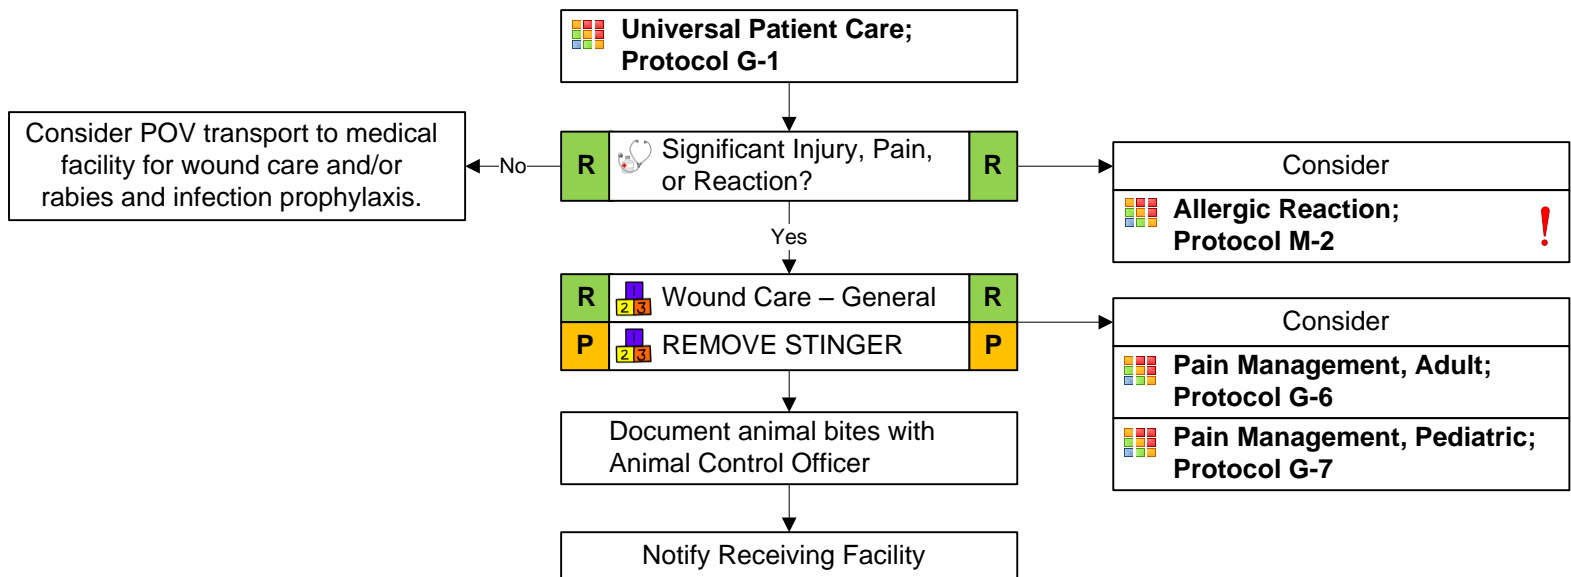 Universal Patient Care;
Protocol G-1
Consider POV transport to medical
facility for wound care and/or
rabies and infection prophylaxis.
No
R
Significant Injury, Pain,
or Reaction?
R
Consider
Allergic Reaction;
Protocol M-2
!
Yes
R
1
2 3
Wound Care – General
R
P
1
2 3
REMOVE STINGER
P
Consider
Pain Management, Adult;
Protocol G-6
Pain Management, Pediatric;
Protocol G-7
Document animal bites with
Animal Control Officer
Notify Receiving Facility